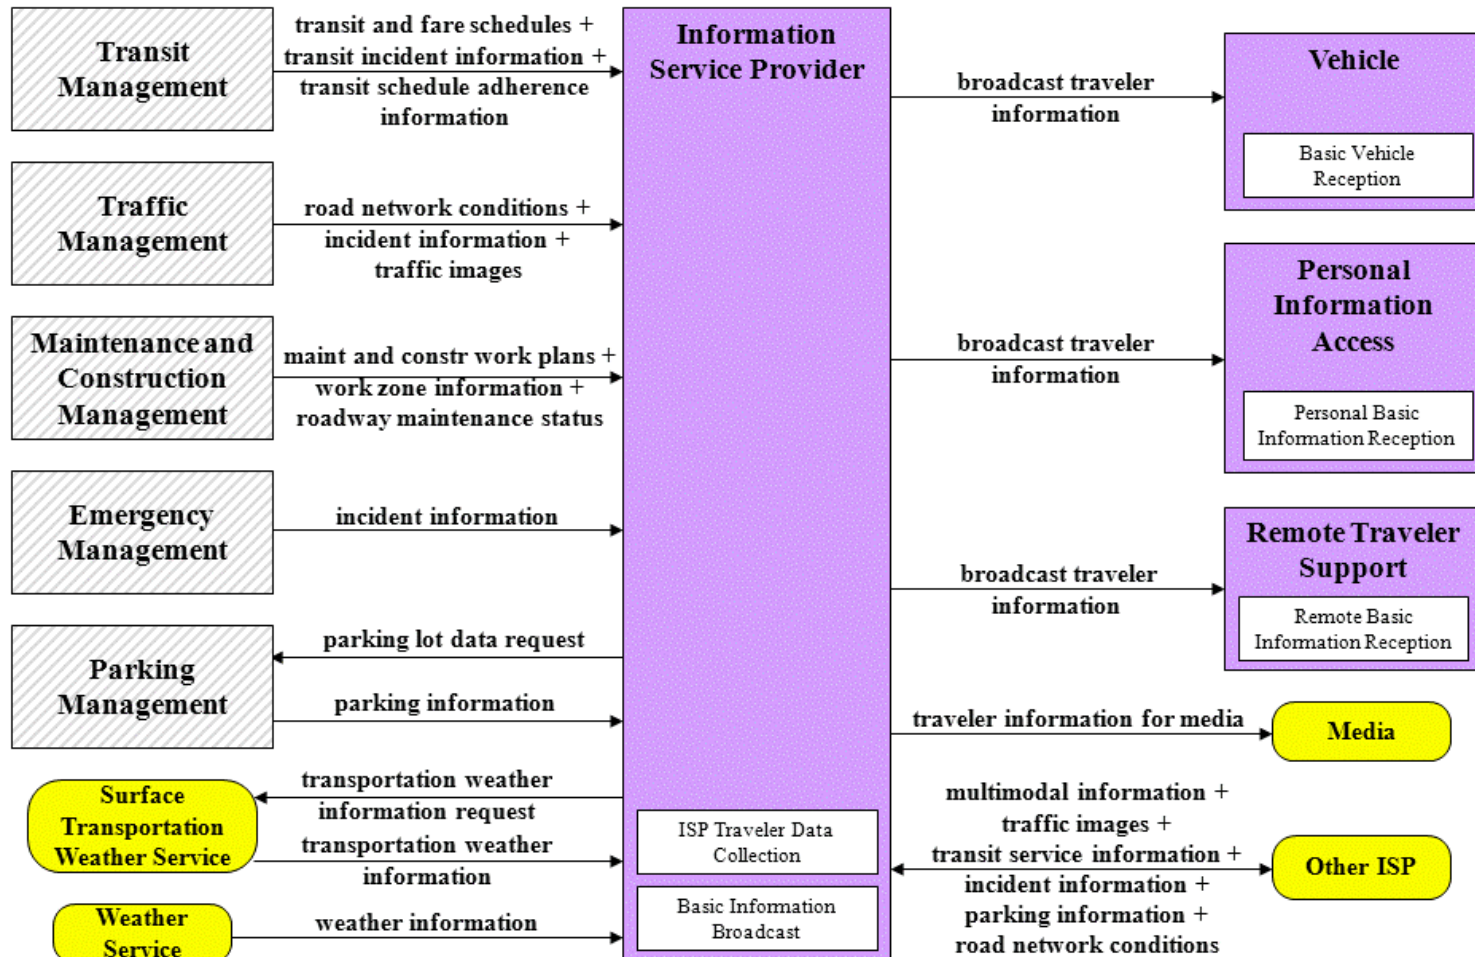 Transit
Management
transit and fare schedules +
transit incident information +
transit schedule adherence
information
Traffic
Management
road network conditions +
incident information +
traffic images
Maintenance and
Construction
Management
maint and constr work plans +
work zone information +
roadway maintenance status
Emergency
Management
incident information
Parking
Management
parking lot data request
parking information
Surface
Transportation
Weather Service
transportation weather
information request
transportation weather
information
Weather
Service
weather information
Information
Service Provider
ISP Traveler Data
Collection
Basic Information
Broadcast
broadcast traveler
information
Vehicle
Basic Vehicle
Reception
broadcast traveler
information
Personal
Information
Access
Personal Basic
Information Reception
broadcast traveler
information
Remote Traveler
Support
Remote Basic
Information Reception
traveler information for media
Media
multimodal information +
traffic images +
transit service information +
incident information +
parking information +
road network conditions
Other ISP